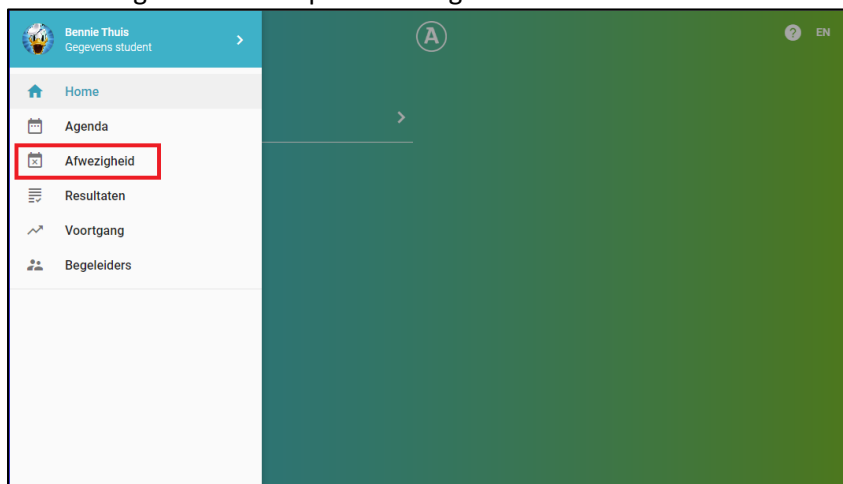 Bennie Thuis
Gegevens student
EN
Home
Agenda
Afwezigheid
Resultaten
Voortgang
Begeleiders